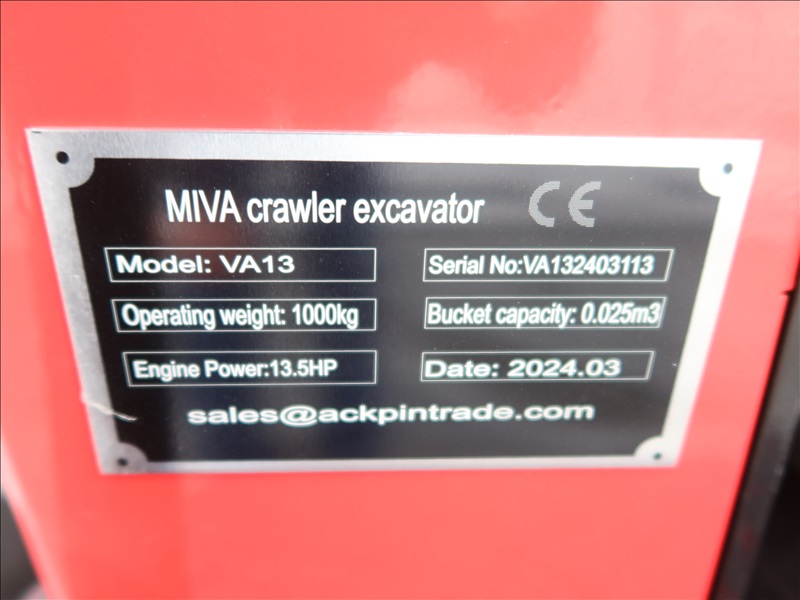 MIVA crawler excavator CE
Model: VA13
Serial No:VA132403113
Operating weight: 1000kg
Bucket capacity: 0.025m3
Engine Power:13.5HP
Date: 2024.03
sales@ackpintrade.com